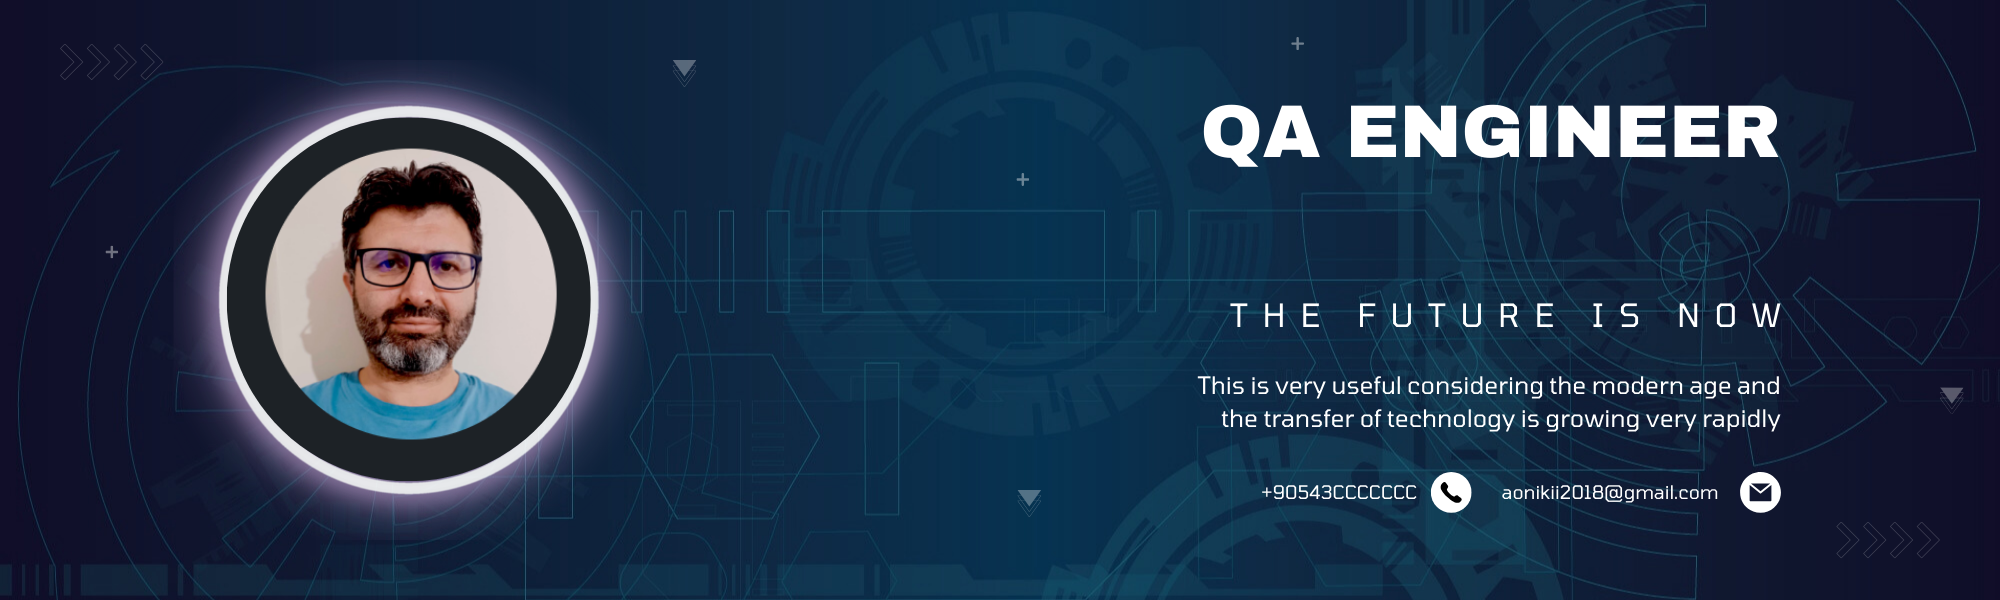 QA ENGINEER
THE FUTURE IS NOW
This is very useful considering the modern age and
the transfer of technology is growing very rapidly
+90543CCCCCCC aonikii2018@gmail.com